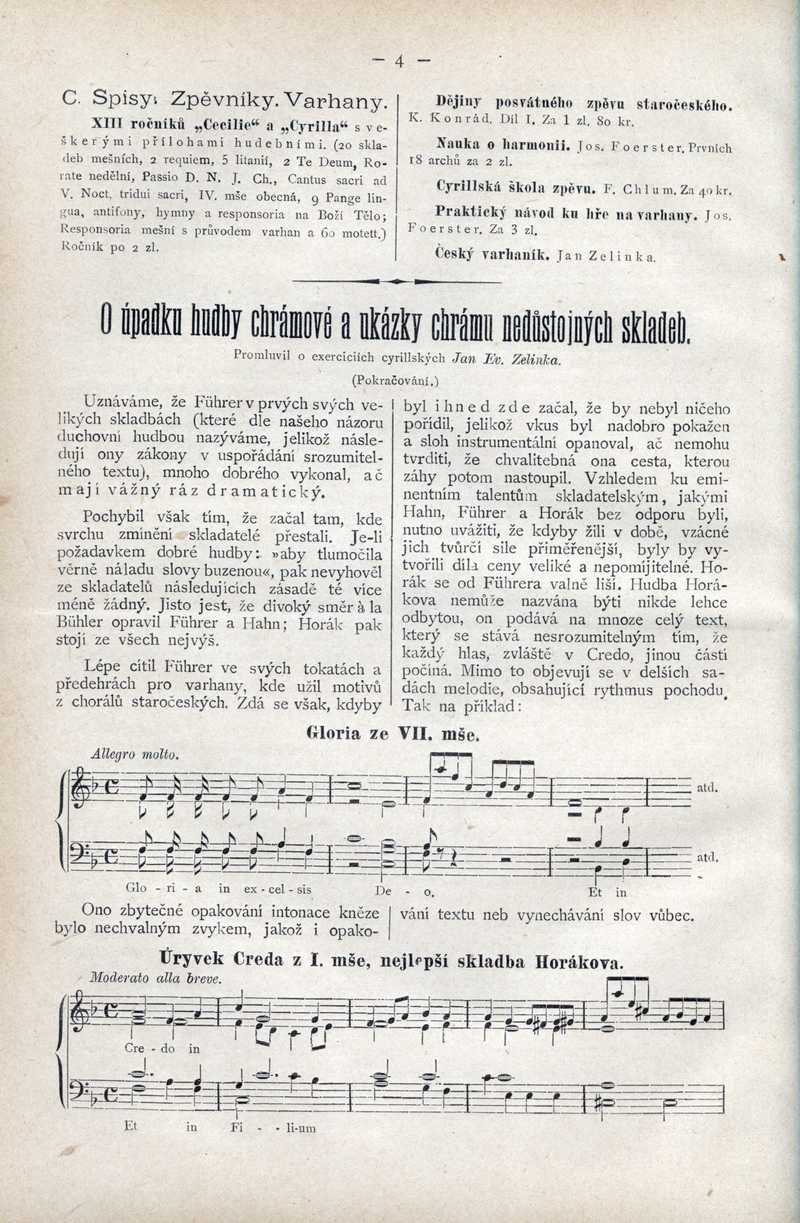 — 4 —
C. Spisy. Zpěvníky. Varhany.
XIII ročníků „Cecilie“ a „Cyrilla“ s ve-
škerými přílohami hudebními. (20 skla-
deb mešních, 2 requiem, 5 litanií, 2 Te Deum, Ro-
rate nedělní, Passio D. N. J. Ch., Cantus sacri ad
V. Noct. tridui sacri, IV. mše obecná, 9 Pange lin-
gua, antifony, hymny a responsoria na Boží Tělo;
Responsoria mešní s průvodem varhan a 60 motett.)
Ročník po 2 zl.
Dějiny posvátného zpěvu staročeského.
K. Konrád. Díl I. Za 1 zl. 80 kr.
Nauka o harmonii. Jos. Foerster. Prvních
18 archů za 2 zl.
Cyrillská škola zpěvu. F. Chlum. Za 40 kr.
Praktický návod ku hře na varhany. Jos.
Foerster. Za 3 zl.
Český varhaník. Jan Zelinka.
O úpadku hudby chrámové a ukázky chrámu nedůstojných skladeb.
Promluvil o exerciciích cyrillských Jan Ev. Zelinka.
(Pokračování.)
Uznáváme, že Führer v prvých svých ve-
likých skladbách (které dle našeho názoru
duchovní hudbou nazýváme, jelikož násle-
dují ony zákony v uspořádání srozumitel-
ného textu), mnoho dobrého vykonal, ač
mají vážný ráz dramatický.
Pochybil však tím, že začal tam, kde
svrchu zmínění skladatelé přestali. Je-li
požadavkem dobré hudby: »aby tlumočila
věrně náladu slovy buzenou«, pak nevyhověl
ze skladatelů následujících zásadě té více
méně žádný. Jisto jest, že divoký směr à la
Bühler opravil Führer a Hahn; Horák pak
stojí ze všech nejvýš.
Lépe cítil Führer ve svých tokatách a
předehrách pro varhany, kde užil motivů
z chorálů staročeských. Zdá se však, kdyby
byl ihned zde začal, že by nebyl ničeho
pořídil, jelikož vkus byl nadobro pokažen
a sloh instrumentální opanoval, ač nemohu
tvrditi, že chvalitebná ona cesta, kterou
záhy potom nastoupil. Vzhledem ku emi-
nentním talentům skladatelským, jakými
Hahn, Führer a Horák bez odporu byli,
nutno uvážiti, že kdyby žili v době, vzácné
jich tvůrčí síle přiměřenější, byly by vy-
tvořili díla ceny veliké a nepomíjitelné. Ho-
rák se od Führera valně liší. Hudba Horá-
kova nemůže nazvána býti nikde lehce
odbytou, on podává na mnoze celý text,
který se stává nesrozumitelným tím, že
každý hlas, zvláště v Credo, jinou částí
počíná. Mimo to objevují se v delších sa-
dách melodie, obsahující rythmus pochodu.
Tak na příklad:
Gloria ze VII. mše.
Allegro molto.
atd.
atd.
Glo - ri - a in ex - cel - sis De - o, Et in
Ono zbytečné opakování intonace kněze
bylo nechvalným zvykem, jakož i opako-
vání textu neb vynechávání slov vůbec.
Úryvek Creda z I. mše, nejlepší skladba Horákova.
Moderato alla breve.
Cre - do in
Et in Fi - - li-um